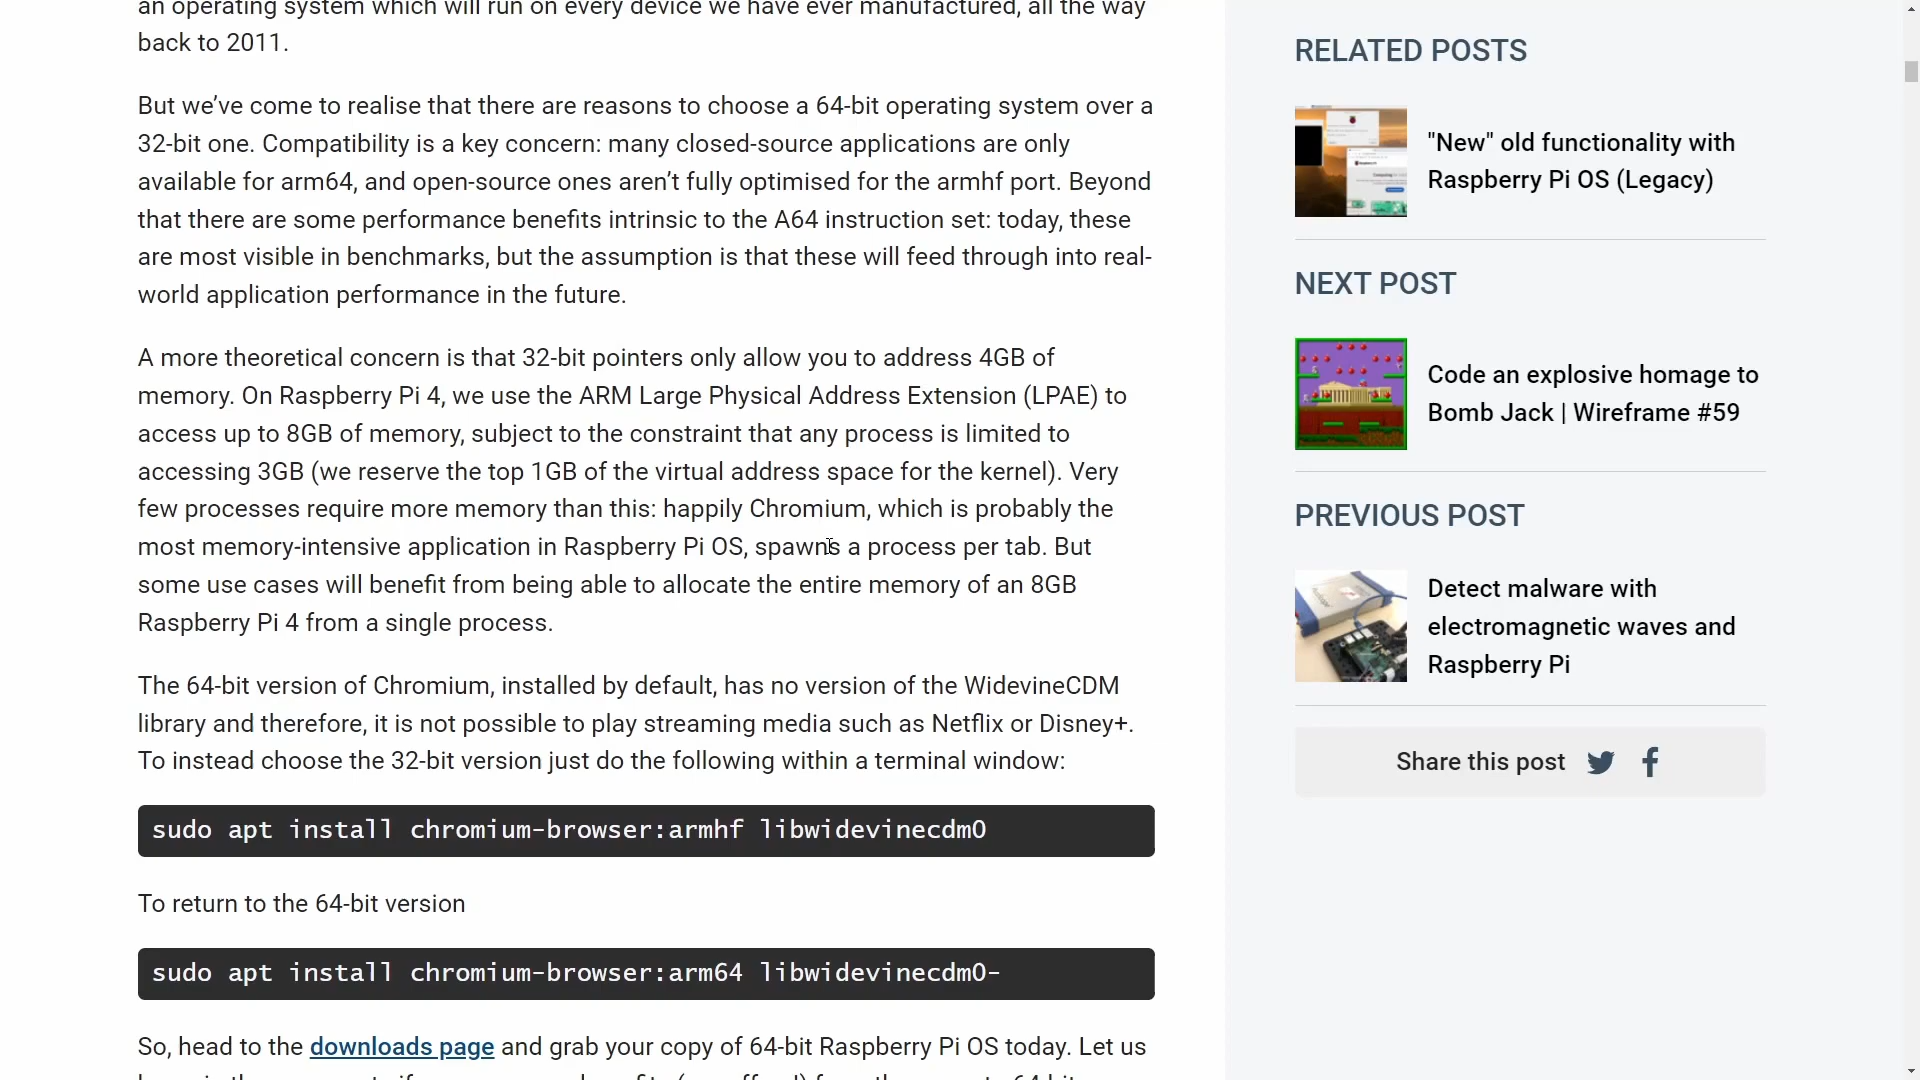 an operating system which will run on every device we have ever manufactured, all the way
back to 2011.
But we’ve come to realise that there are reasons to choose a 64-bit operating system over a
32-bit one. Compatibility is a key concern: many closed-source applications are only
available for arm64, and open-source ones aren’t fully optimised for the armhf port. Beyond
that there are some performance benefits intrinsic to the A64 instruction set: today, these
are most visible in benchmarks, but the assumption is that these will feed through into real-
world application performance in the future.
A more theoretical concern is that 32-bit pointers only allow you to address 4GB of
memory. On Raspberry Pi 4, we use the ARM Large Physical Address Extension (LPAE) to
access up to 8GB of memory, subject to the constraint that any process is limited to
accessing 3GB (we reserve the top 1GB of the virtual address space for the kernel). Very
few processes require more memory than this: happily Chromium, which is probably the
most memory-intensive application in Raspberry Pi OS, spawns a process per tab. But
some use cases will benefit from being able to allocate the entire memory of an 8GB
Raspberry Pi 4 from a single process.
The 64-bit version of Chromium, installed by default, has no version of the WidevineCDM
library and therefore, it is not possible to play streaming media such as Netflix or Disney+.
To instead choose the 32-bit version just do the following within a terminal window:
sudo apt install chromium-browser:armhf libwidevinecdm0
To return to the 64-bit version
sudo apt install chromium-browser:arm64 libwidevinecdm0-
So, head to the downloads page and grab your copy of 64-bit Raspberry Pi OS today. Let us
RELATED POSTS
"New" old functionality with
Raspberry Pi OS (Legacy)
NEXT POST
Code an explosive homage to
Bomb Jack | Wireframe #59
PREVIOUS POST
Detect malware with
electromagnetic waves and
Raspberry Pi
Share this post